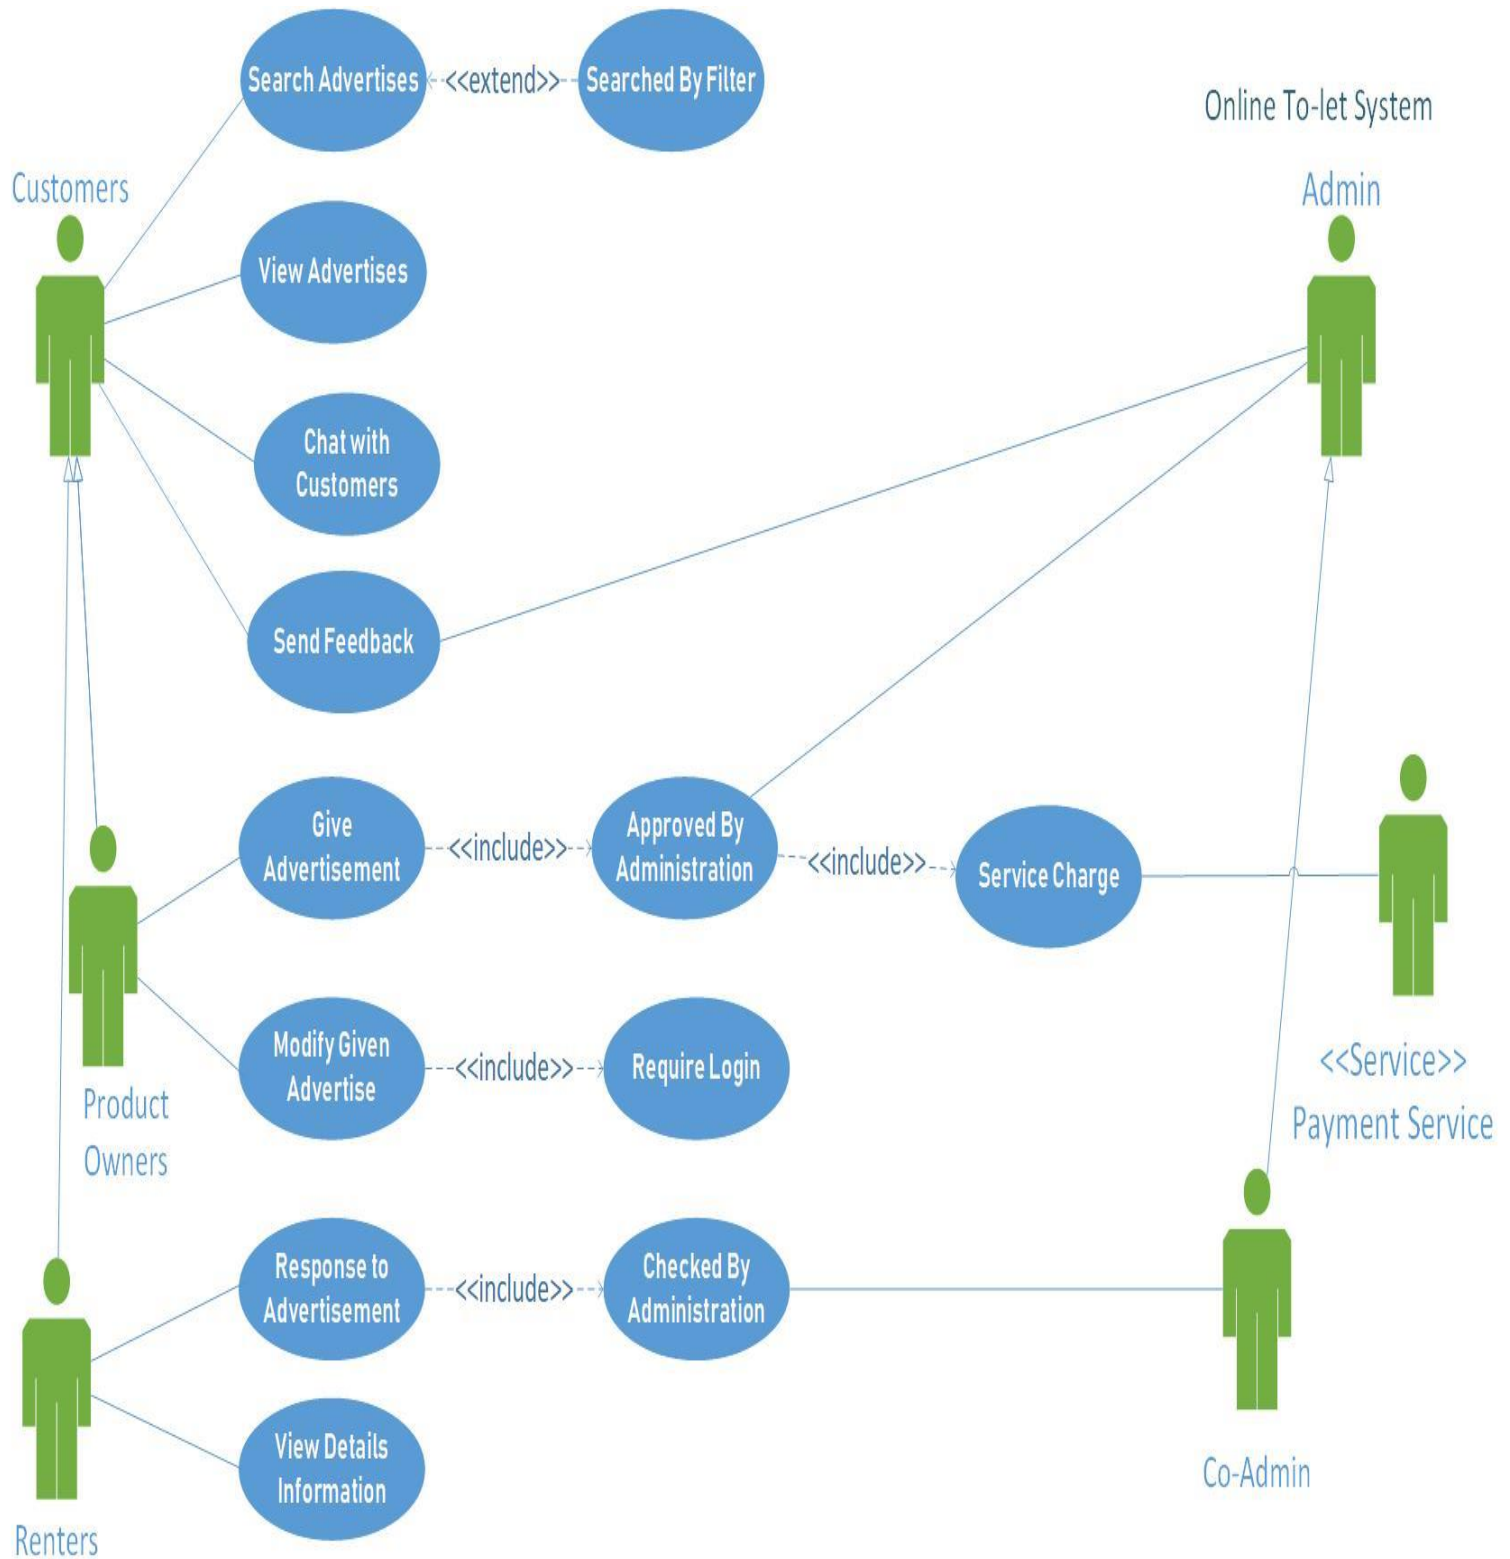 Search Advertises
<<extend>>
Searched By Filter
Online To-let System
Customers
Admin
View Advertises
Chat with
Customers
Send Feedback
Give
Advertisement
<<include>>
Approved By
Administration
<<include>>
Service Charge
Modify Given
Advertise
<<include>>
Require Login
<<Service>>
Payment Service
Product
Owners
Response to
Advertisement
<<include>>
Checked By
Administration
View Details
Information
Co-Admin
Renters